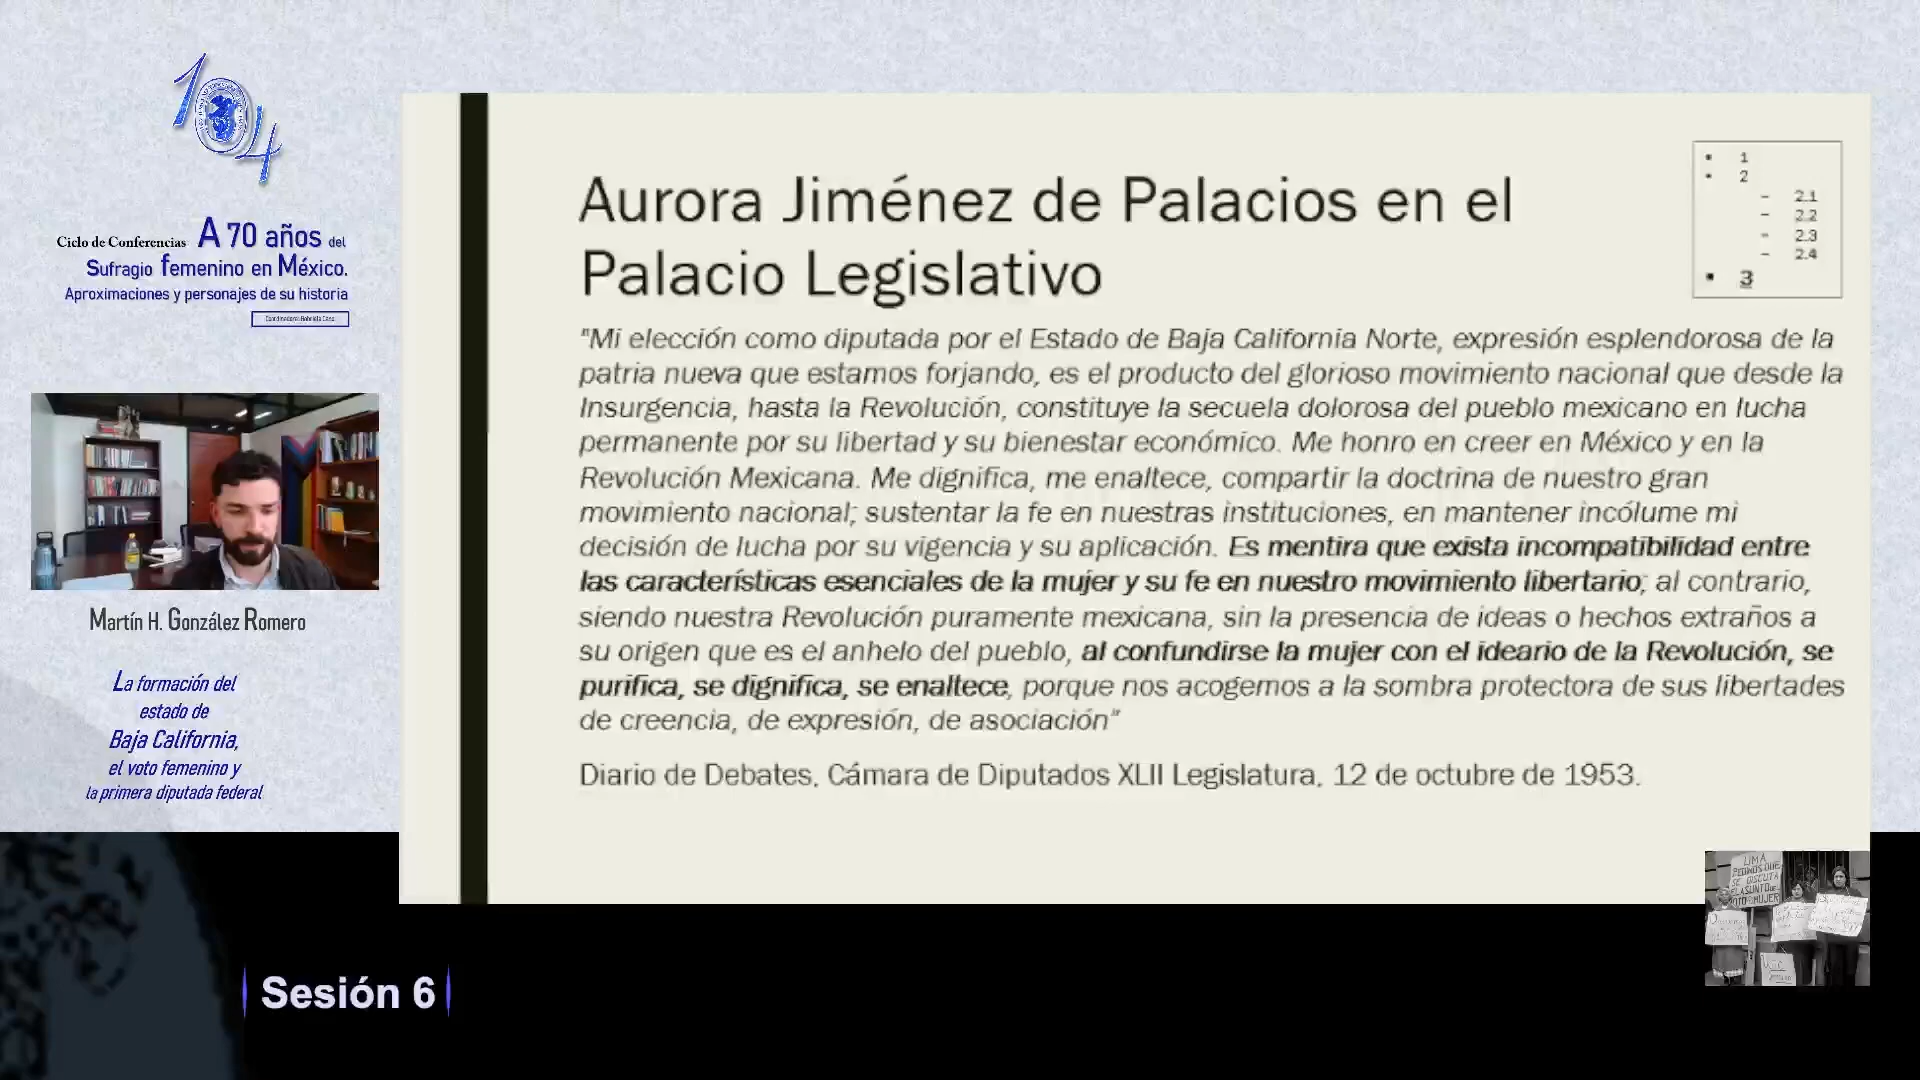 104
Ciclo de Conferencias A 70 años del
Sufragio femenino en México.
Aproximaciones y personajes de su historia
Martín H. González Romero
La formación del
estado de
Baja California,
el voto femenino y
la primera diputada federal
Aurora Jiménez de Palacios en el
Palacio Legislativo
▪ 1
▪ 2
– 2.1
– 2.2
– 2.3
– 2.4
▪ 3
"Mi elección como diputada por el Estado de Baja California Norte, expresión esplendorosa de la
patria nueva que estamos forjando, es el producto del glorioso movimiento nacional que desde la
Insurgencia, hasta la Revolución, constituye la secuela dolorosa del pueblo mexicano en lucha
permanente por su libertad y su bienestar económico. Me honro en creer en México y en la
Revolución Mexicana. Me dignifica, me enaltece, compartir la doctrina de nuestro gran
movimiento nacional; sustentar la fe en nuestras instituciones, en mantener incólume mi
decisión de lucha por su vigencia y su aplicación. Es mentira que exista incompatibilidad entre
las características esenciales de la mujer y su fe en nuestro movimiento libertario; al contrario,
siendo nuestra Revolución puramente mexicana, sin la presencia de ideas o hechos extraños a
su origen que es el anhelo del pueblo, al confundirse la mujer con el ideario de la Revolución, se
purifica, se dignifica, se enaltece, porque nos acogemos a la sombra protectora de sus libertades
de creencia, de expresión, de asociación"
Diario de Debates, Cámara de Diputados XLII Legislatura, 12 de octubre de 1953.
LIMA
PEDIMOS QUE
SE DISCUTA
EL ASUNTO DEL
VOTO MUJER
Sesión 6